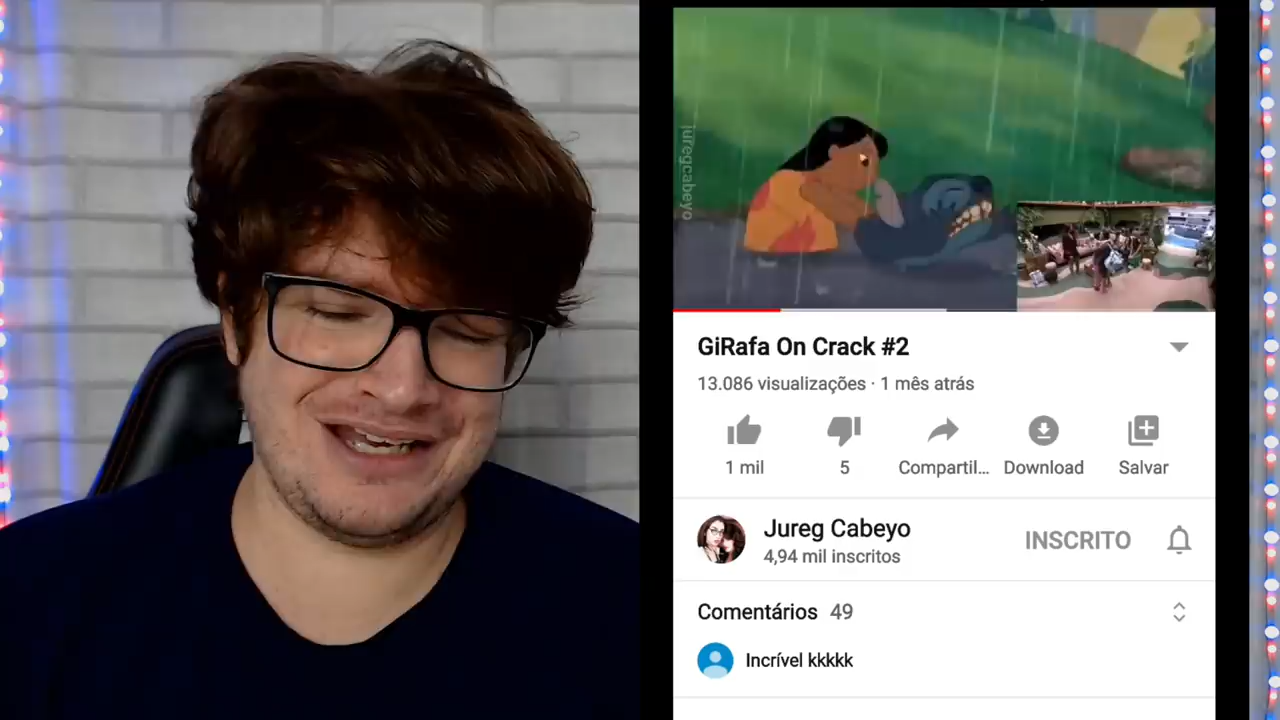 juregcabeyo
GiRafa On Crack #2
13.086 visualizações · 1 mês atrás
1 mil
5
Compartil...
Download
Salvar
Jureg Cabeyo
INSCRITO
4,94 mil inscritos
Comentários 49
Incrível kkkkk